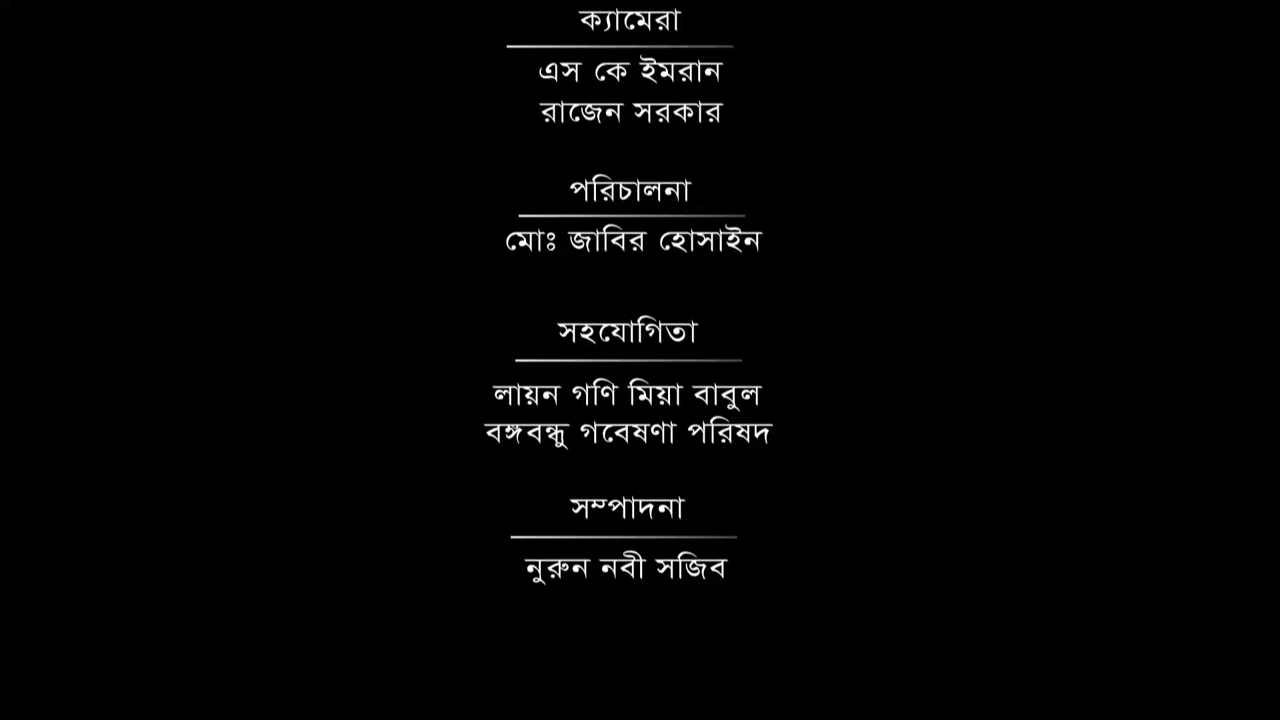 ক্যামেরা
এস কে ইমরান
রাজেন সরকার
পরিচালনা
মোঃ জাবির হোসাইন
সহযোগিতা
লায়ন গণি মিয়া বাবুল
বঙ্গবন্ধু গবেষণা পরিষদ
সম্পাদনা
নুরুন নবী সজিব